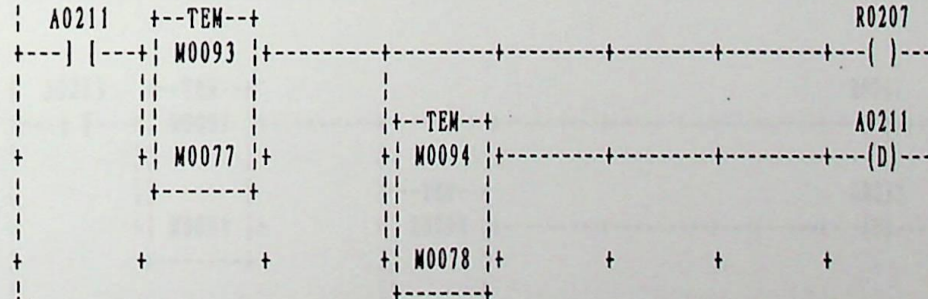 A0211 +--TEM--+ R0207
+---] [---+¦ M0093 ¦+---------+---------+---------+---------+---( )---
+--TEM--+ A0211
+ +¦ M0077 ¦+ +¦ M0094 ¦+---------+---------+---------+---(D)---
+-------+
+ + + +¦ M0078 ¦+ + + +
+-------+